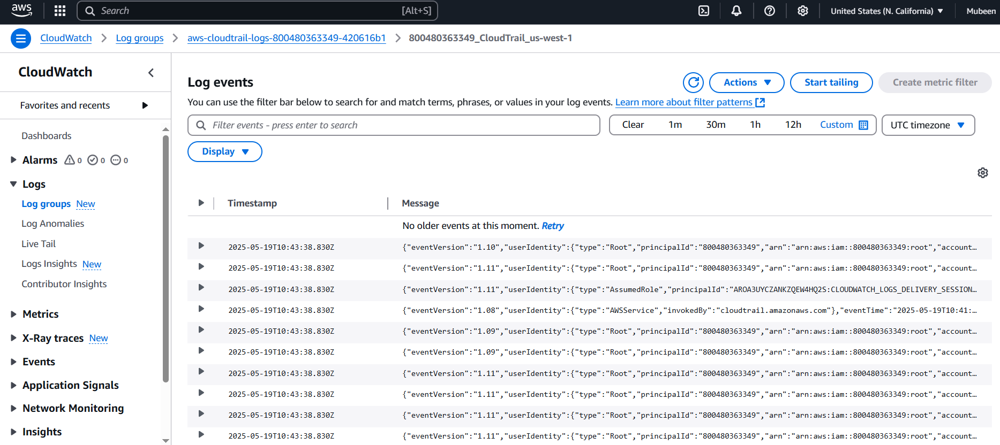 aws
Search [Alt+S] United States (N. California) Mubeen
CloudWatch Log groups aws-cloudtrail-logs-800480363349-420616b1 800480363349_CloudTrail_us-west-1
CloudWatch
Favorites and recents
Dashboards
Alarms 0 0 0
Logs
Log groups New
Log Anomalies
Live Tail
Logs Insights New
Contributor Insights
Metrics
X-Ray traces New
Events
Application Signals
Network Monitoring
Insights
Log events
Actions Start tailing Create metric filter
You can use the filter bar below to search for and match terms, phrases, or values in your log events. Learn more about filter patterns
Filter events - press enter to search
Clear 1m 30m 1h 12h Custom UTC timezone
Display
Timestamp Message
No older events at this moment. Retry
2025-05-19T10:43:38.830Z {"eventVersion":"1.10","userIdentity":{"type":"Root","principalId":"800480363349","arn":"arn:aws:iam::800480363349:root","account…
2025-05-19T10:43:38.830Z {"eventVersion":"1.11","userIdentity":{"type":"Root","principalId":"800480363349","arn":"arn:aws:iam::800480363349:root","account…
2025-05-19T10:43:38.830Z {"eventVersion":"1.11","userIdentity":{"type":"AssumedRole","principalId":"AROA3UYCZANKZQEW4HQ2S:CLOUDWATCH_LOGS_DELIVERY_SESSION…
2025-05-19T10:43:38.830Z {"eventVersion":"1.08","userIdentity":{"type":"AWSService","invokedBy":"cloudtrail.amazonaws.com"},"eventTime":"2025-05-19T10:41:…
2025-05-19T10:43:38.830Z {"eventVersion":"1.09","userIdentity":{"type":"Root","principalId":"800480363349","arn":"arn:aws:iam::800480363349:root","account…
2025-05-19T10:43:38.830Z {"eventVersion":"1.09","userIdentity":{"type":"Root","principalId":"800480363349","arn":"arn:aws:iam::800480363349:root","account…
2025-05-19T10:43:38.830Z {"eventVersion":"1.11","userIdentity":{"type":"Root","principalId":"800480363349","arn":"arn:aws:iam::800480363349:root","account…
2025-05-19T10:43:38.830Z {"eventVersion":"1.11","userIdentity":{"type":"Root","principalId":"800480363349","arn":"arn:aws:iam::800480363349:root","account…
2025-05-19T10:43:38.830Z {"eventVersion":"1.11","userIdentity":{"type":"Root","principalId":"800480363349","arn":"arn:aws:iam::800480363349:root","account…
2025-05-19T10:43:38.830Z {"eventVersion":"1.11","userIdentity":{"type":"Root","principalId":"800480363349","arn":"arn:aws:iam::800480363349:root","account…